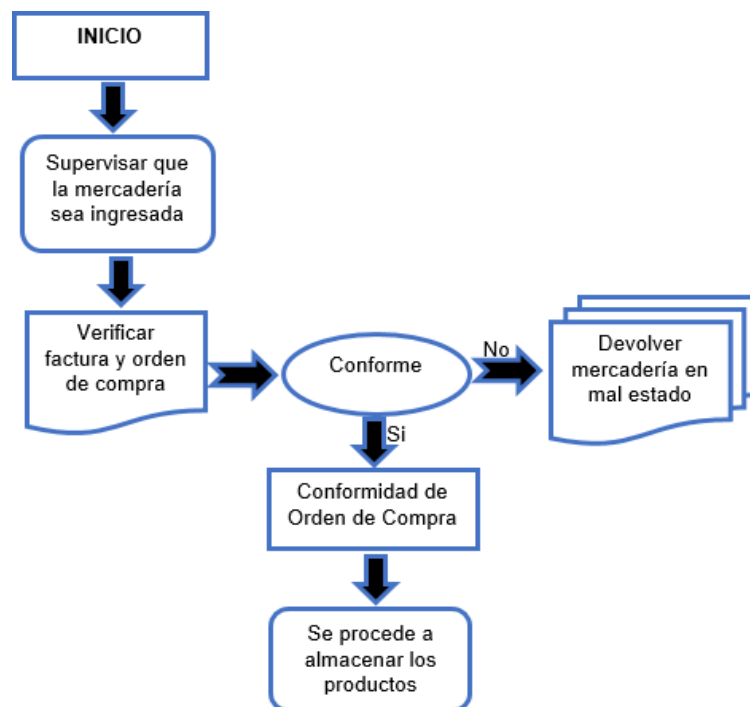 INICIO
Supervisar que
la mercadería
sea ingresada
Verificar
factura y orden
de compra
Conforme
No
Devolver
mercadería en
mal estado
Si
Conformidad de
Orden de Compra
Se procede a
almacenar los
productos